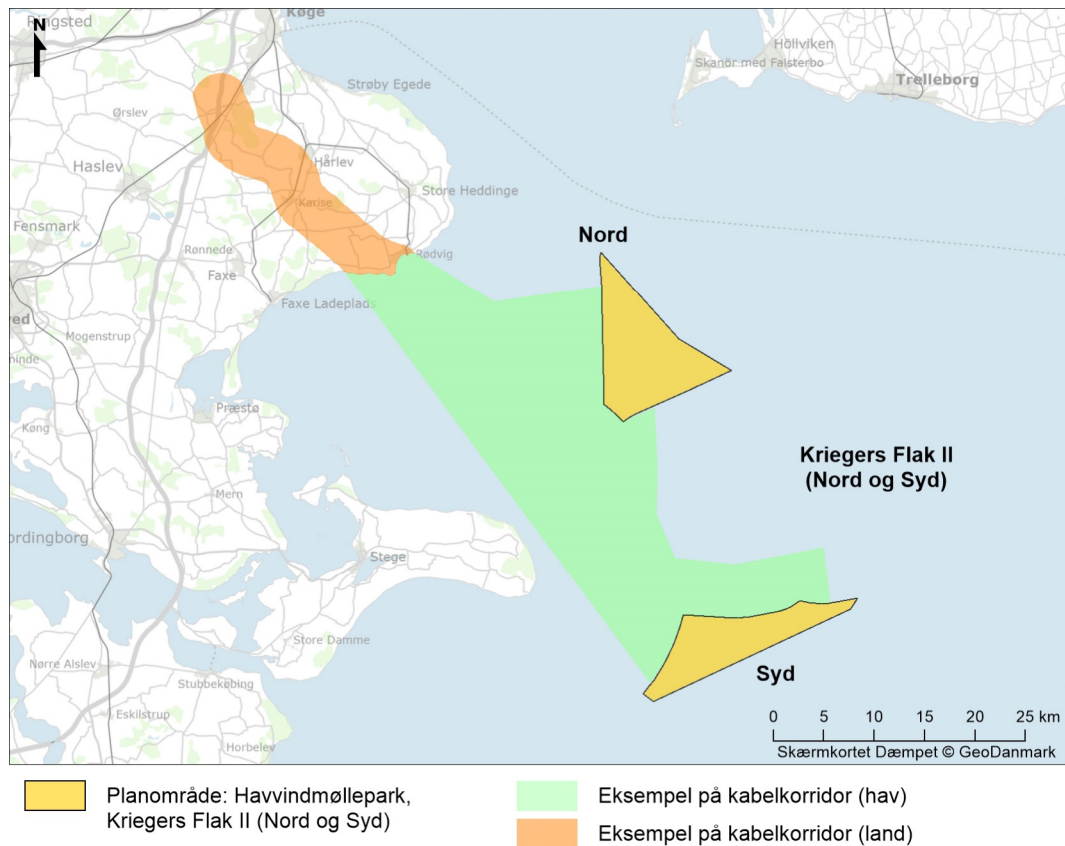 Ringsted
Køge
N
Höllviken
Skanör med Falsterbo
Trelleborg
Strøby Egede
Ørslev
Haslev
Hårlev
Store Heddinge
Karise
Fensmark
Rønnede
Rødvig
Nord
Faxe
Faxe Ladeplads
ved
Mogenstrup
inde
Præstø
Køng
Kriegers Flak II
(Nord og Syd)
Mern
ordingborg
Stege
Store Damme
Nørre Alslev
Stubbekøbing
Syd
Eskilstrup
Horbelev
0 5 10 15 20 25 km
Skærmkortet Dæmpet © GeoDanmark
Planområde: Havvindmøllepark,
Kriegers Flak II (Nord og Syd)
Eksempel på kabelkorridor (hav)
Eksempel på kabelkorridor (land)